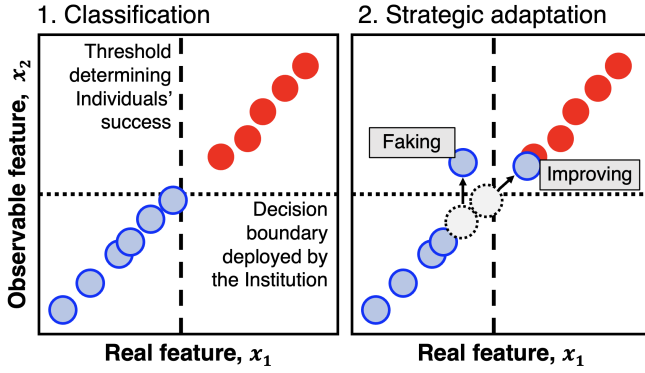 1. Classification
2. Strategic adaptation
Threshold
determining
Individuals'
success
Decision
boundary
deployed by
the Institution
Observable feature, x₂
Real feature, x₁
Faking
Improving
Real feature, x₁